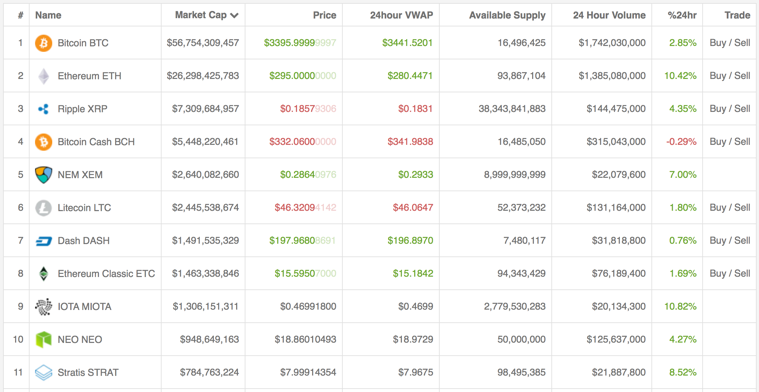 # Name Market Cap Price 24hour VWAP Available Supply 24 Hour Volume %24hr Trade
1 Bitcoin BTC $56,754,309,457 $3395.99999997 $3441.5201 16,496,425 $1,742,030,000 2.85% Buy / Sell
2 Ethereum ETH $26,298,425,783 $295.00000000 $280.4471 93,867,104 $1,385,080,000 10.42% Buy / Sell
3 Ripple XRP $7,309,684,957 $0.18579306 $0.1831 38,343,841,883 $144,475,000 4.35% Buy / Sell
4 Bitcoin Cash BCH $5,448,220,461 $332.06000000 $341.9838 16,485,050 $315,043,000 -0.29% Buy / Sell
5 NEM XEM $2,640,082,660 $0.28640976 $0.2933 8,999,999,999 $22,079,600 7.00%
6 Litecoin LTC $2,445,538,674 $46.32094142 $46.0647 52,373,232 $131,164,000 1.80% Buy / Sell
7 Dash DASH $1,491,535,329 $197.96808691 $196.8970 7,480,117 $31,818,800 0.76% Buy / Sell
8 Ethereum Classic ETC $1,463,338,846 $15.59507000 $15.1842 94,343,429 $76,189,400 1.69% Buy / Sell
9 IOTA MIOTA $1,306,151,311 $0.46991800 $0.4699 2,779,530,283 $20,134,300 10.82%
10 NEO NEO $948,649,163 $18.86010493 $18.9729 50,000,000 $125,637,000 4.27%
11 Stratis STRAT $784,763,224 $7.99914354 $7.9675 98,495,385 $21,887,800 8.52%